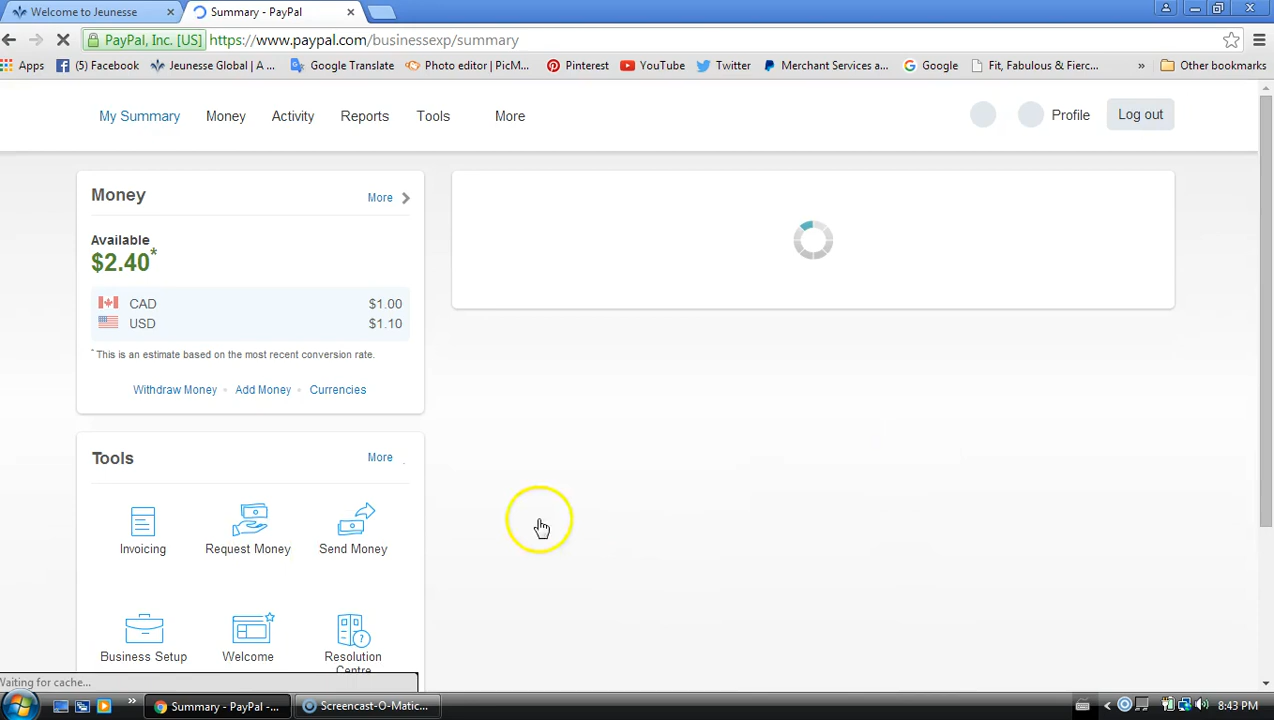 Welcome to Jeunesse
Summary - PayPal
PayPal, Inc. [US]
https://www.paypal.com/businessexp/summary
Apps
(5) Facebook
Jeunesse Global | A ...
Google Translate
Photo editor | PicM...
Pinterest
YouTube
Twitter
Merchant Services a...
Google
Fit, Fabulous & Fierc...
»
Other bookmarks
My Summary
Money
Activity
Reports
Tools
More
Profile
Log out
Money
More
Available
$2.40*
CAD
$1.00
USD
$1.10
* This is an estimate based on the most recent conversion rate.
Withdraw Money
Add Money
Currencies
Tools
More
Invoicing
Request Money
Send Money
Business Setup
Welcome
Resolution
Centre
Waiting for cache...
Summary - PayPal -...
Screencast-O-Matic...
8:43 PM